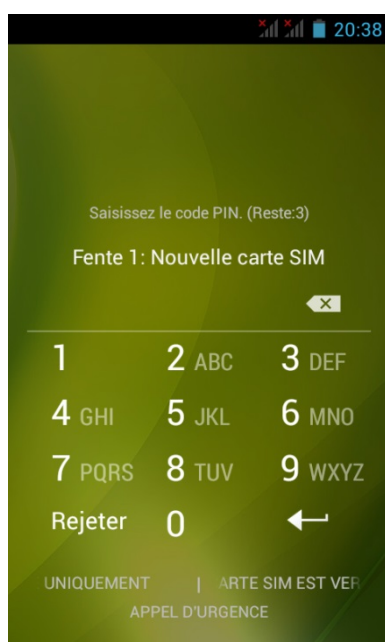 20:38
Saisissez le code PIN. (Reste:3)
Fente 1: Nouvelle carte SIM
1 2 ABC 3 DEF
4 GHI 5 JKL 6 MNO
7 PQRS 8 TUV 9 WXYZ
Rejeter 0
UNIQUEMENT | ARTE SIM EST VER
APPEL D'URGENCE